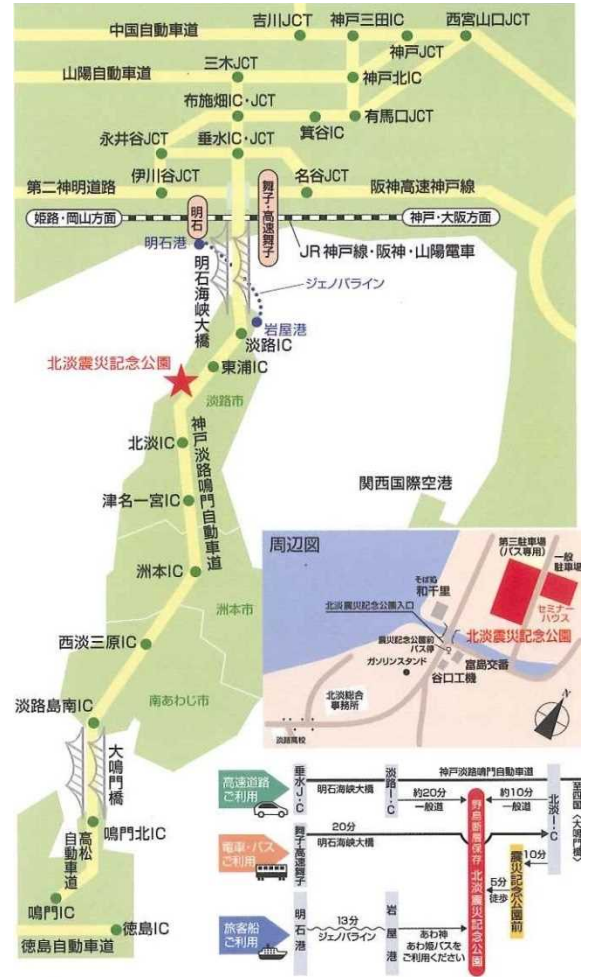 吉川JCT
神戸三田IC
西宮山口JCT
中国自動車道
神戸JCT
山陽自動車道
三木JCT
神戸北IC
布施畑IC・JCT
箕谷IC
有馬口JCT
永井谷JCT
垂水IC・JCT
伊川谷JCT
名谷JCT
第二神明道路
阪神高速神戸線
姫路・岡山方面
明石
舞子・高速舞子
神戸・大阪方面
JR神戸線・阪神・山陽電車
明石港
明石海峡大橋
ジェノバライン
岩屋港
淡路IC
北淡震災記念公園
東浦IC
淡路市
北淡IC
神戸淡路鳴門自動車道
津名一宮IC
関西国際空港
洲本IC
洲本市
西淡三原IC
南あわじ市
淡路島南IC
大鳴門橋
鳴門北IC
高松自動車道
鳴門IC
徳島IC
徳島自動車道
周辺図
第三駐車場
(バス専用)
一般
駐車場
そば処
和千里
セミナー
ハウス
北淡震災記念公園入口
北淡震災記念公園
震災記念公園前
バス停
富島交番
ガソリンスタンド
谷口工機
北淡総合
事務所
淡路高校
N
高速道路
ご利用
垂水J・C
明石海峡大橋
淡路I・C
神戸淡路鳴門自動車道
約20分
一般道
約10分
一般道
北淡I・C
至四国(大鳴門橋)
野島断層保存 北淡震災記念公園
電車・バス
ご利用
舞子・高速舞子
20分
明石海峡大橋
10分
震災記念公園前
5分
徒歩
旅客船
ご利用
明石港
13分
ジェノバライン
岩屋港
あわ神
あわ姫バスを
ご利用ください